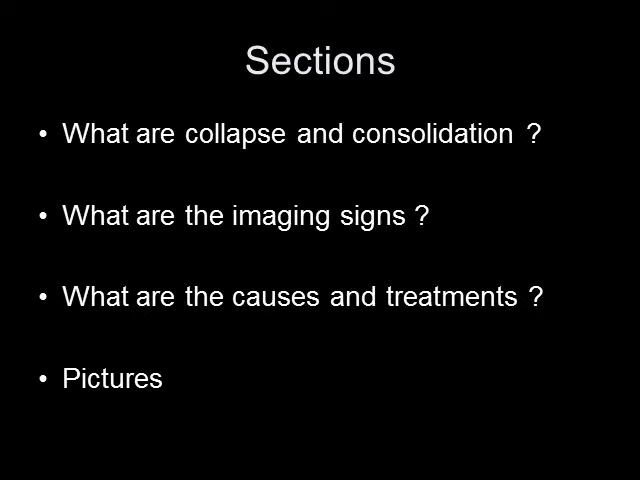 Sections
• What are collapse and consolidation ?
• What are the imaging signs ?
• What are the causes and treatments ?
• Pictures